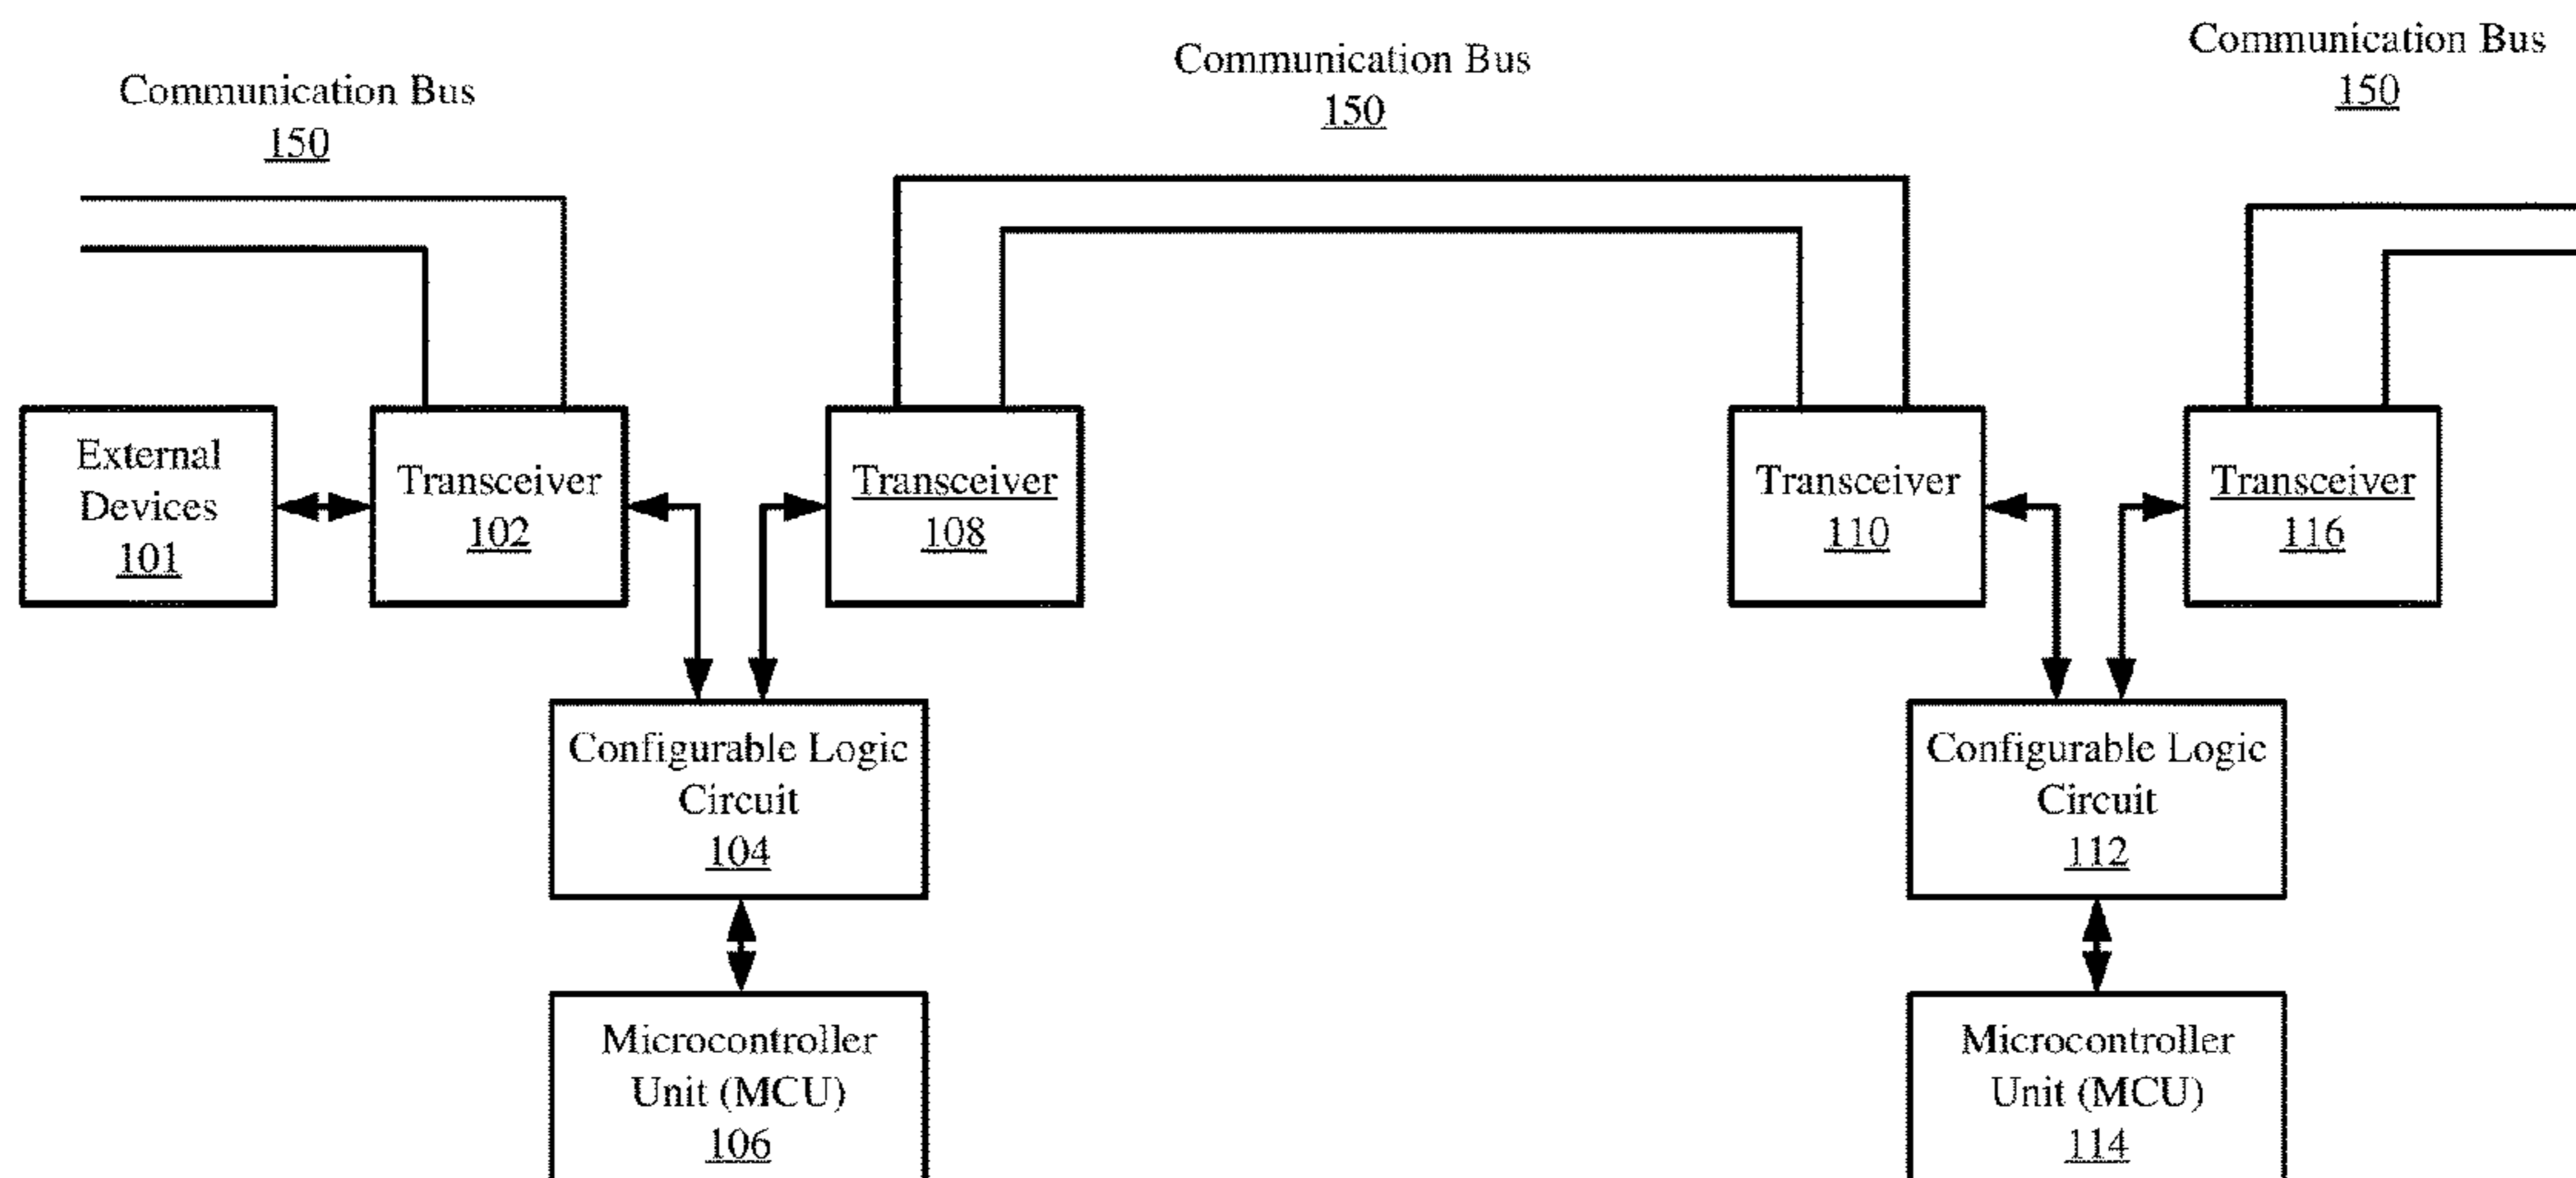 Communication Bus
150
Communication Bus
150
Communication Bus
150
External
Devices
101
Transceiver
102
Transceiver
108
Transceiver
110
Transceiver
116
Configurable Logic
Circuit
104
Configurable Logic
Circuit
112
Microcontroller
Unit (MCU)
106
Microcontroller
Unit (MCU)
114